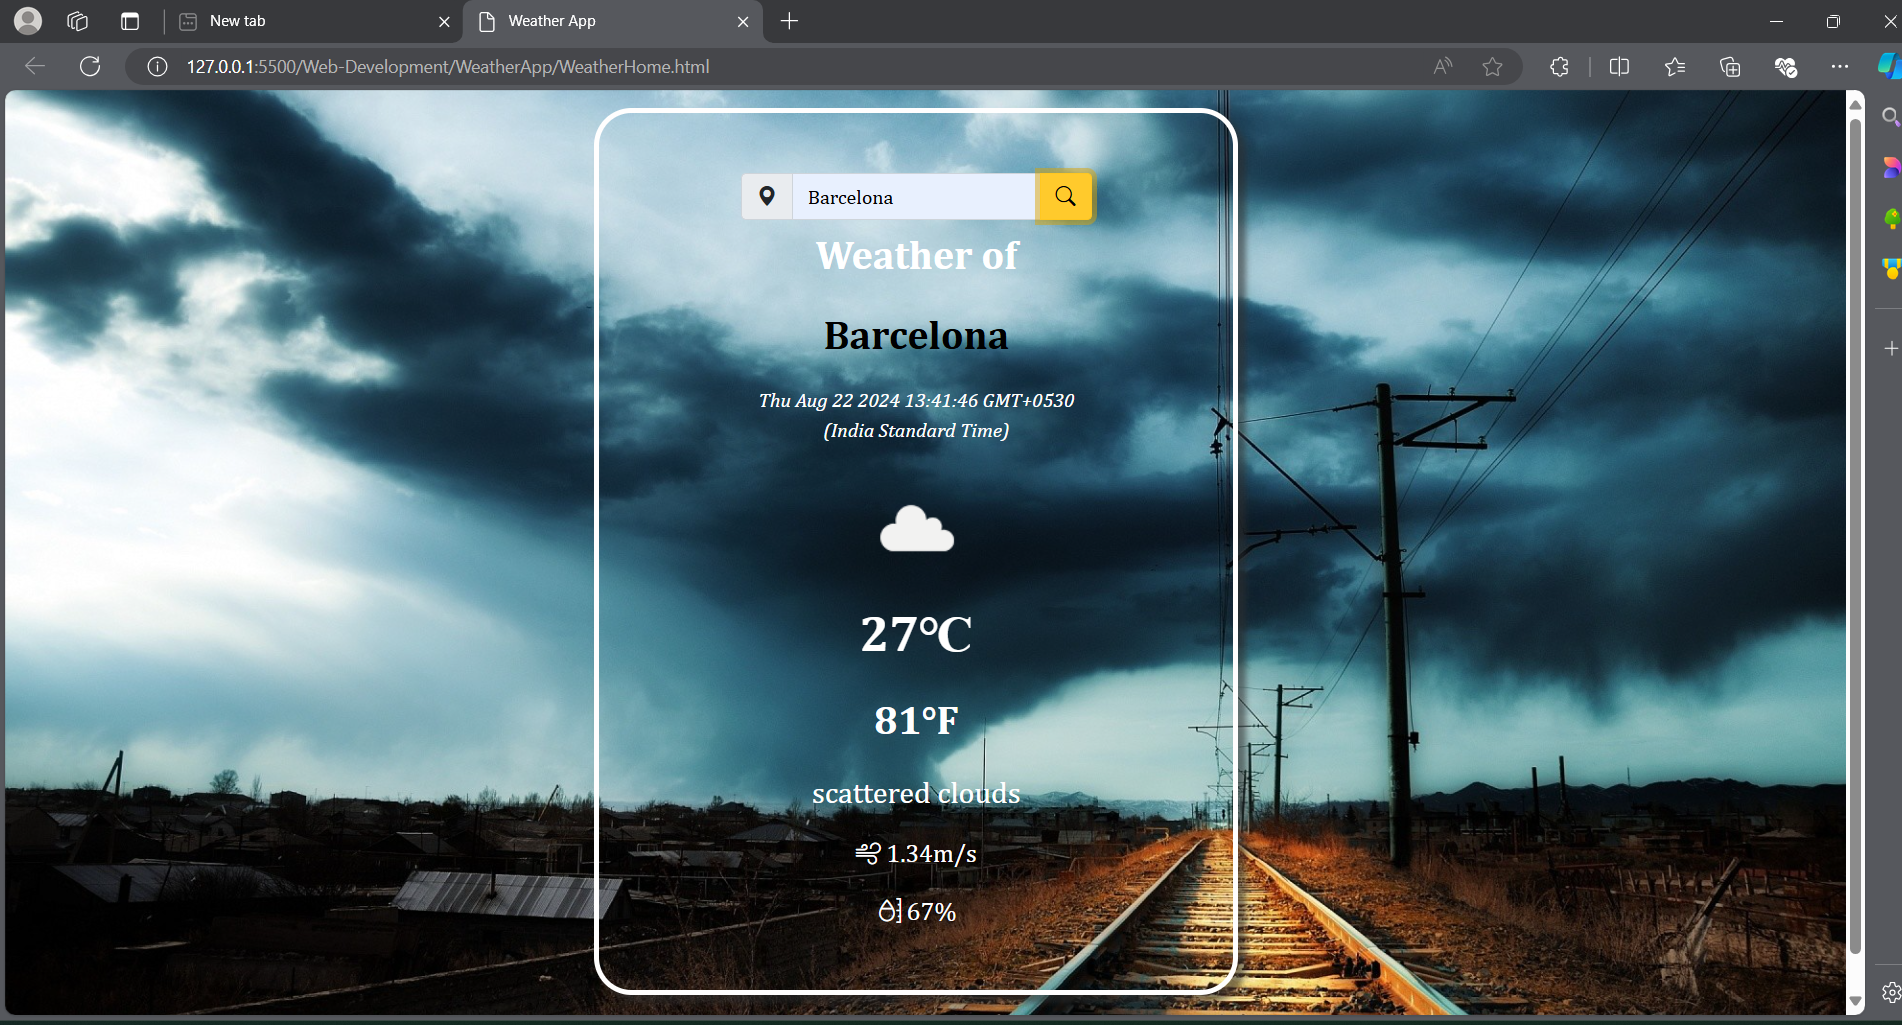 New tab
Weather App
127.0.0.1:5500/Web-Development/WeatherApp/WeatherHome.html
Barcelona
Weather of
Barcelona
Thu Aug 22 2024 13:41:46 GMT+0530
(India Standard Time)
27°C
81°F
scattered clouds
1.34m/s
67%